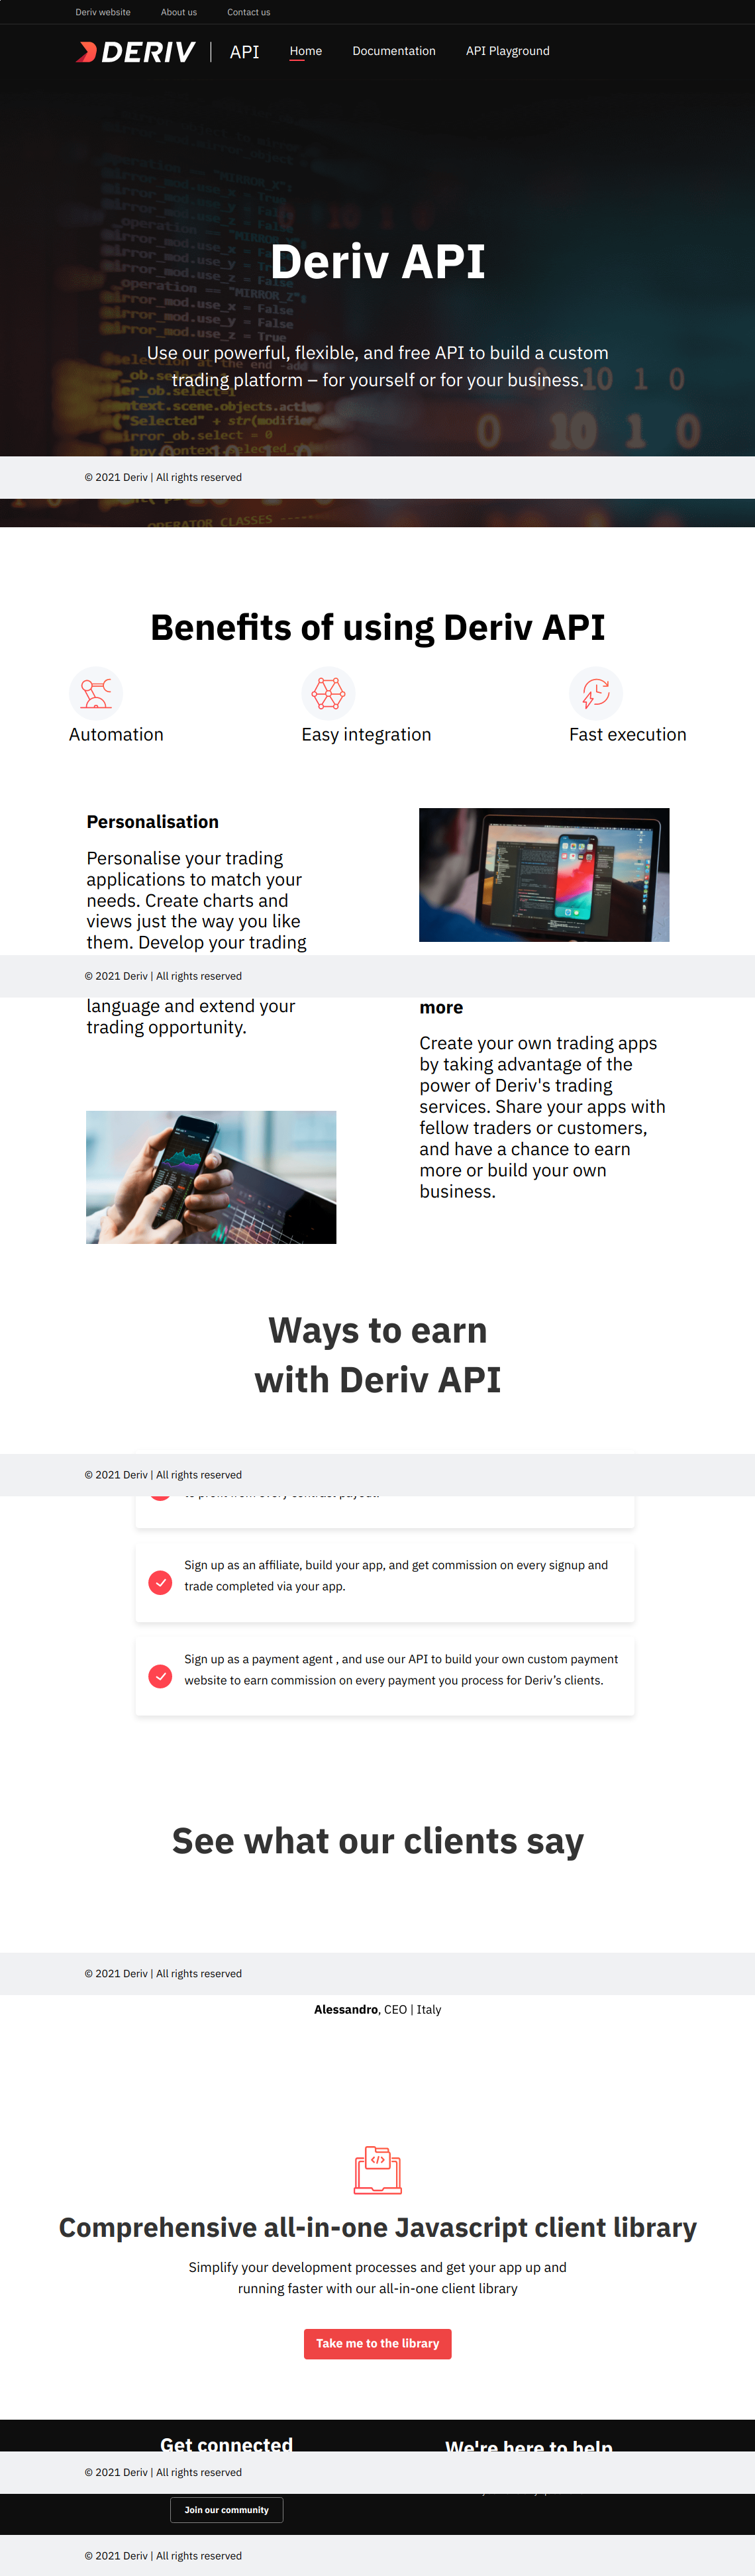 Deriv website About us Contact us
DERIV | API Home Documentation API Playground
Deriv API
Use our powerful, flexible, and free API to build a custom
trading platform – for yourself or for your business.
© 2021 Deriv | All rights reserved
Benefits of using Deriv API
Automation Easy integration Fast execution
Personalisation
Personalise your trading
applications to match your
needs. Create charts and
views just the way you like
them. Develop your trading
© 2021 Deriv | All rights reserved
language and extend your
trading opportunity.
more
Create your own trading apps
by taking advantage of the
power of Deriv's trading
services. Share your apps with
fellow traders or customers,
and have a chance to earn
more or build your own
business.
Ways to earn
with Deriv API
© 2021 Deriv | All rights reserved
Sign up as an affiliate, build your app, and get commission on every signup and
trade completed via your app.
Sign up as a payment agent , and use our API to build your own custom payment
website to earn commission on every payment you process for Deriv’s clients.
See what our clients say
© 2021 Deriv | All rights reserved
Alessandro, CEO | Italy
Comprehensive all-in-one Javascript client library
Simplify your development processes and get your app up and
running faster with our all-in-one client library
Take me to the library
Get connected
We're here to help
© 2021 Deriv | All rights reserved
Join our community
© 2021 Deriv | All rights reserved